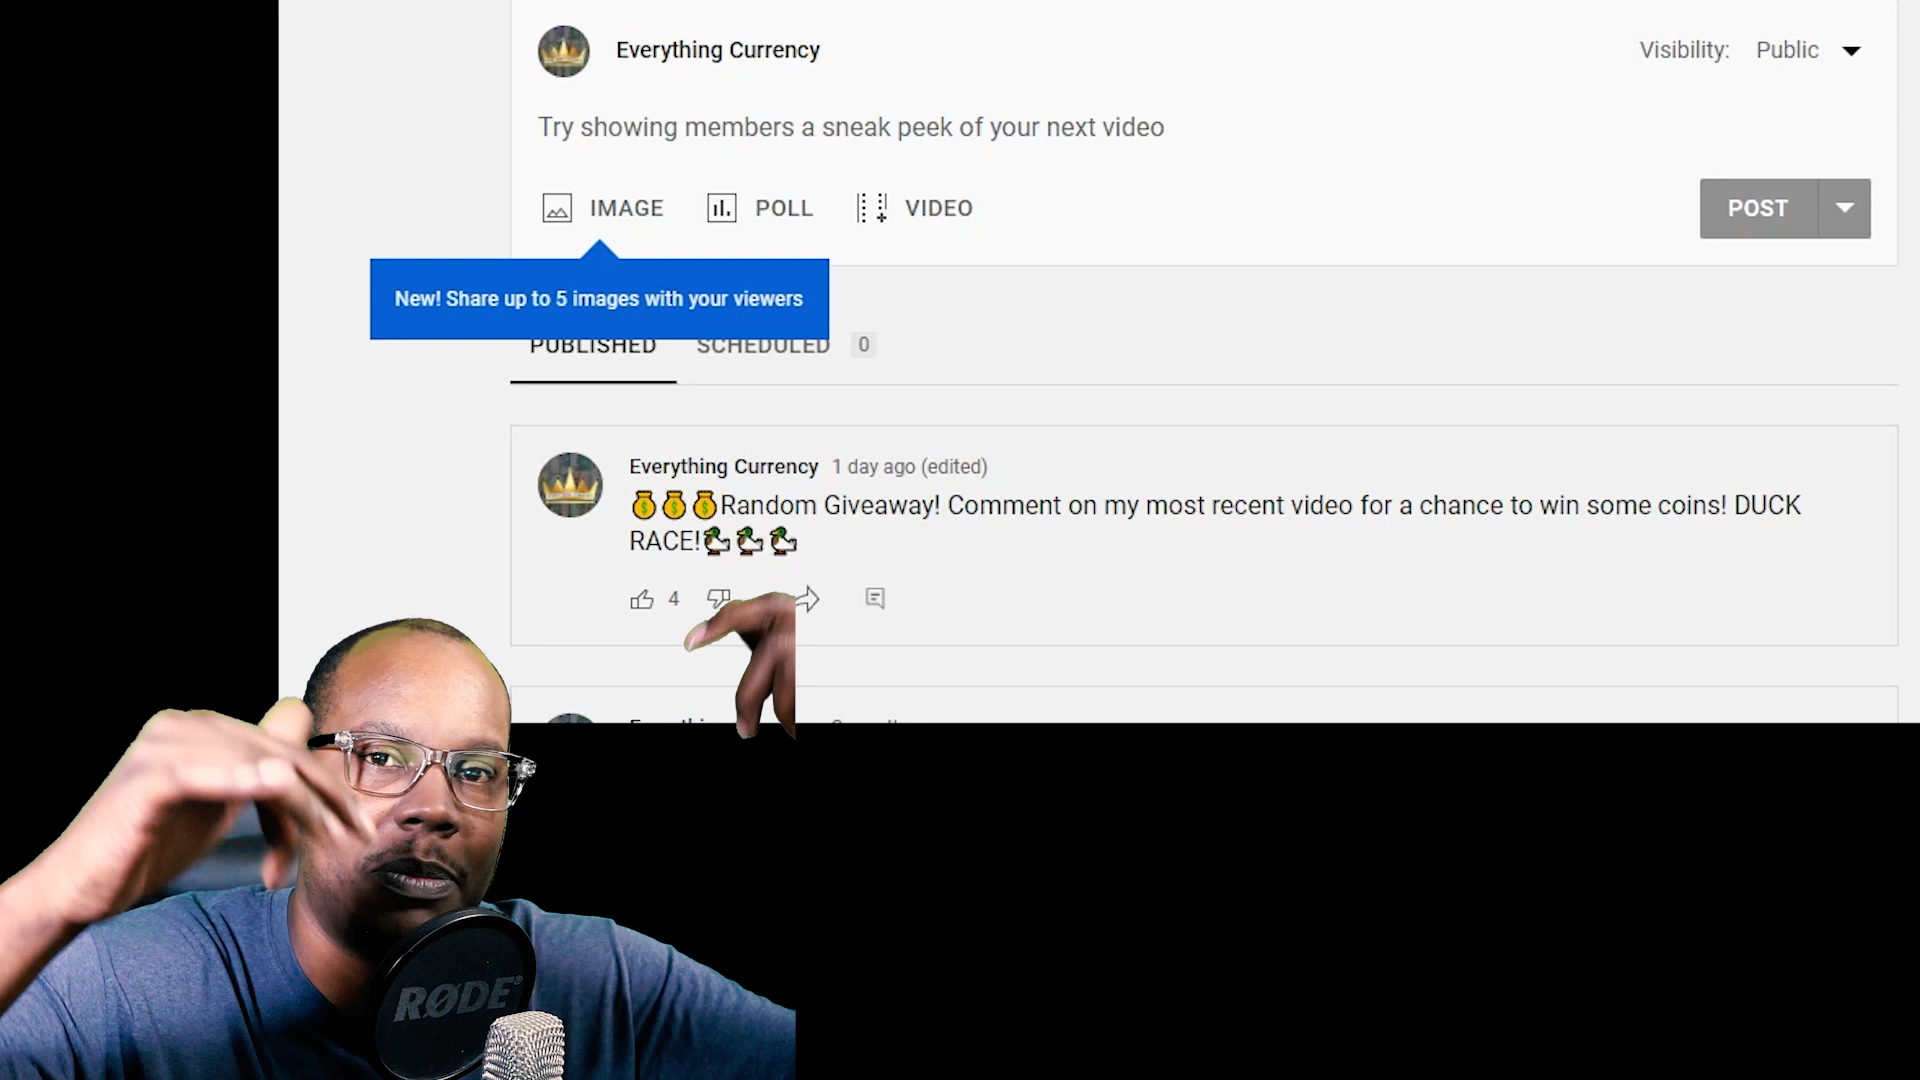 Everything Currency
Visibility: Public
Try showing members a sneak peek of your next video
IMAGE POLL VIDEO
POST
New! Share up to 5 images with your viewers
PUBLISHED SCHEDULED 0
Everything Currency 1 day ago (edited)
💰💰💰Random Giveaway! Comment on my most recent video for a chance to win some coins! DUCK
RACE!🦆🦆🦆
4
RØDE®